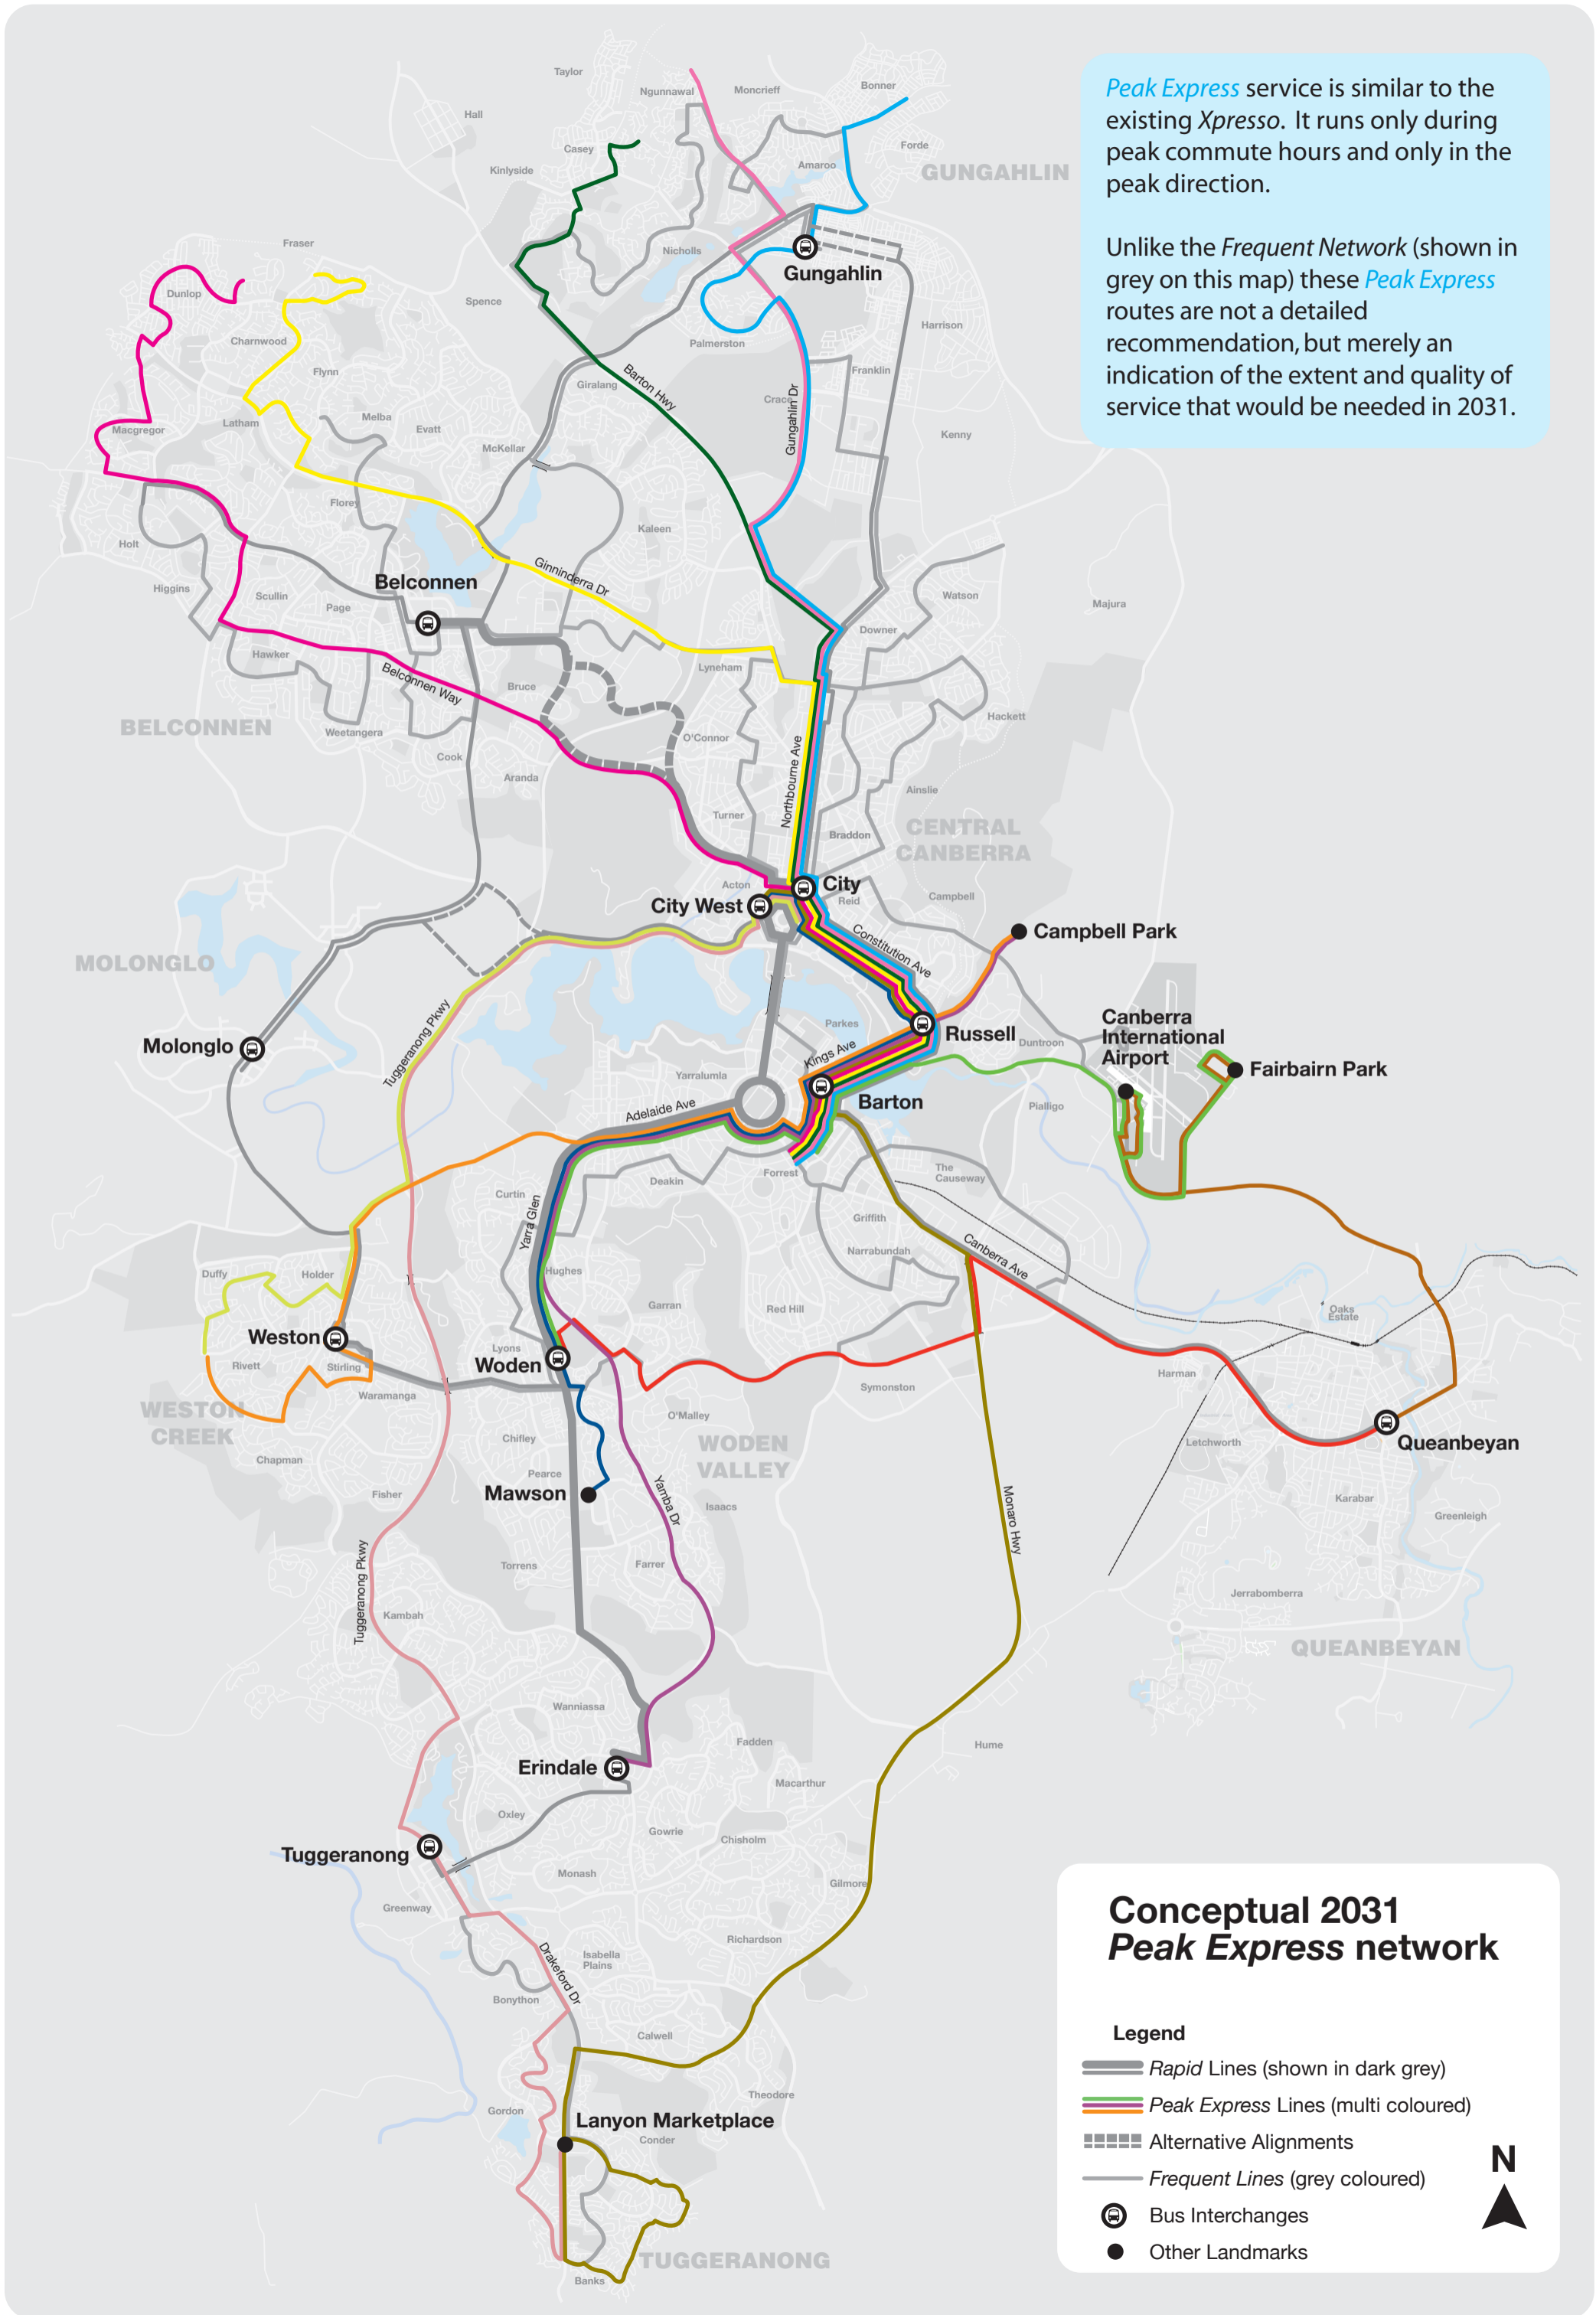 Peak Express service is similar to the
existing Xpresso. It runs only during
peak commute hours and only in the
peak direction.
Unlike the Frequent Network (shown in
grey on this map) these Peak Express
routes are not a detailed
recommendation, but merely an
indication of the extent and quality of
service that would be needed in 2031.
Taylor
Ngunnawal
Moncrieff
Bonner
Hall
Casey
Forde
Kinlyside
Amaroo
GUNGAHLIN
Fraser
Nicholls
Gungahlin
Dunlop
Spence
Harrison
Charnwood
Palmerston
Flynn
Giralang
Barton Hwy
Franklin
Crace
Gungahlin Dr
Latham
Melba
Evatt
Macgregor
McKellar
Kenny
Florey
Kaleen
Holt
Ginninderra Dr
Belconnen
Higgins
Scullin
Page
Watson
Majura
Downer
Hawker
Belconnen Way
Lyneham
Bruce
BELCONNEN
Weetangera
Hackett
O'Connor
Cook
Northbourne Ave
Aranda
Ainslie
Turner
Braddon
CENTRAL
CANBERRA
Acton
City
City West
Reid
Campbell
Constitution Ave
Campbell Park
MOLONGLO
Tuggeranong Pkwy
Molonglo
Parkes
Russell
Kings Ave
Duntroon
Canberra
International
Airport
Fairbairn Park
Yarralumla
Barton
Adelaide Ave
Pialligo
Forrest
The
Causeway
Deakin
Curtin
Yarra Glen
Griffith
Narrabundah
Canberra Ave
Duffy
Holder
Hughes
Garran
Red Hill
Oaks
Estate
Weston
Lyons
Woden
Rivett
Stirling
Waramanga
Symonston
Harman
WESTON
CREEK
O'Malley
Chifley
WODEN
VALLEY
Letchworth
Queanbeyan
Chapman
Pearce
Fisher
Mawson
Yamba Dr
Isaacs
Monaro Hwy
Karabar
Greenleigh
Torrens
Farrer
Tuggeranong Pkwy
Kambah
Jerrabomberra
QUEANBEYAN
Wanniassa
Fadden
Hume
Erindale
Macarthur
Oxley
Gowrie
Chisholm
Tuggeranong
Monash
Gilmore
Greenway
Richardson
Drakeford Dr
Isabella
Plains
Bonython
Calwell
Theodore
Gordon
Lanyon Marketplace
Conder
TUGGERANONG
Banks
Conceptual 2031
Peak Express network
Legend
Rapid Lines (shown in dark grey)
Peak Express Lines (multi coloured)
Alternative Alignments
Frequent Lines (grey coloured)
Bus Interchanges
Other Landmarks
N